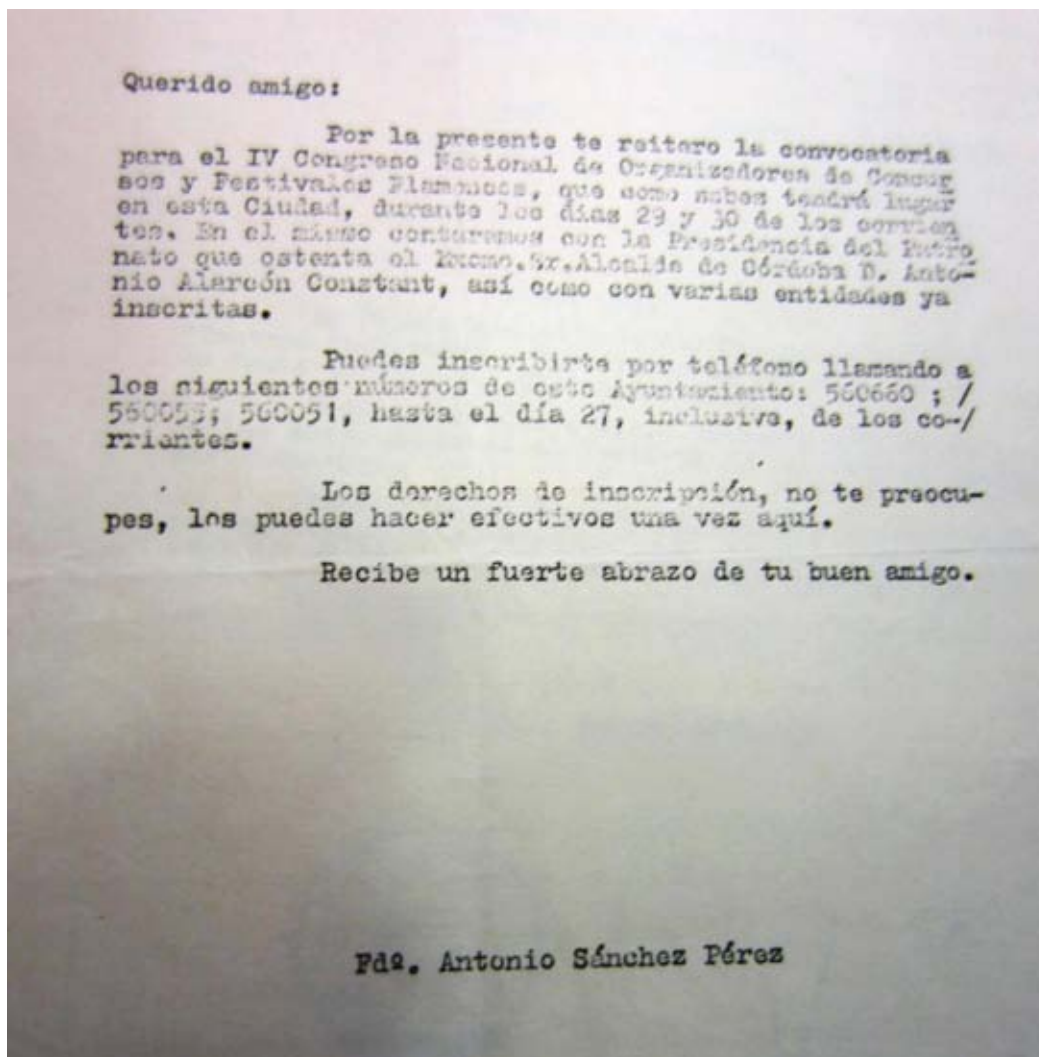 Querido amigo:
Por la presente te reitero la convocatoria
para el IV Congreso Nacional de Organizadores de Concur
sos y Festivales Flamencos, que como sabes tendrá lugar
en esta Ciudad, durante los días 29 y 30 de los corrien
tes. En el mismo contaremos con la Presidencia del Patro
nato que ostenta el Excmo.Sr.Alcalde de Córdoba D. Anto-
nio Alarcón Constant, así como con varias entidades ya
inscritas.
Puedes inscribirte por teléfono llamando a
los siguientes números de este Ayuntamiento: 560660 ; /
560051, hasta el día 27, inclusive, de los co-/
rrientes.
Los derechos de inscripción, no te preocu-
pes, los puedes hacer efectivos una vez aquí.
Recibe un fuerte abrazo de tu buen amigo.
Fdº. Antonio Sánchez Pérez